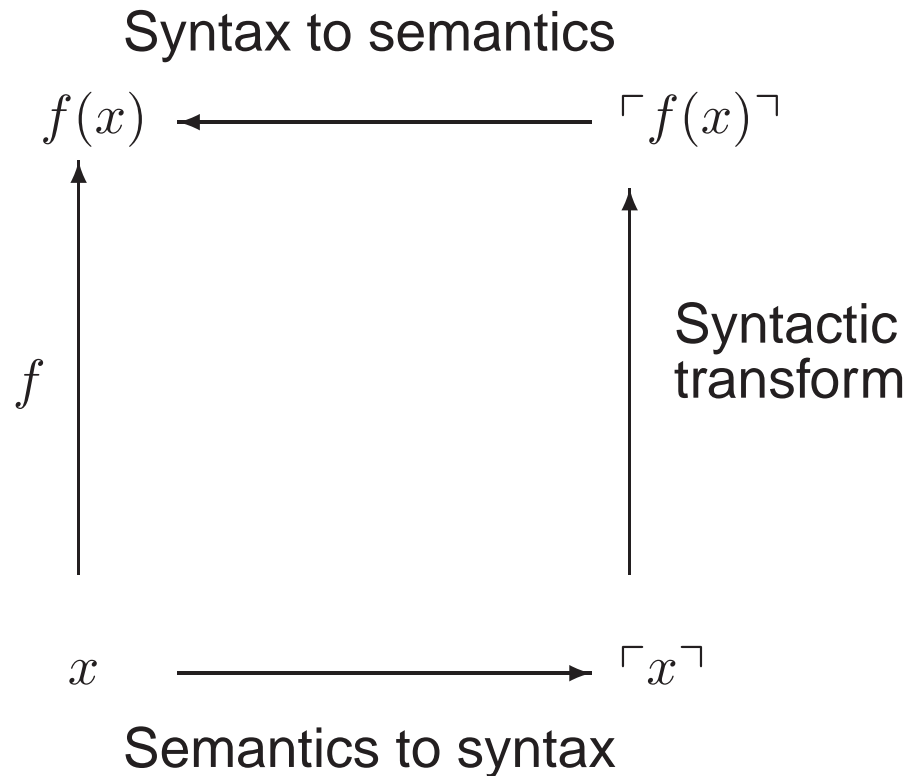 Syntax to semantics
f(x) ⌜f(x)⌝
f
Syntactic
transform
x ⌜x⌝
Semantics to syntax